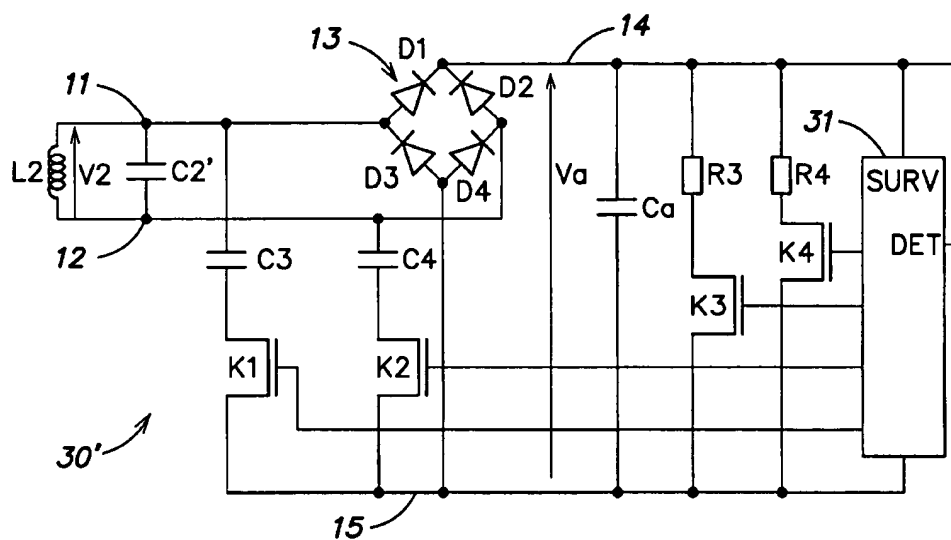 13
D1
14
11
D2
31
L2
V2
C2'
D3
D4
Va
Ca
R3
R4
SURV
12
C3
C4
K4
DET
K3
K1
K2
30'
15